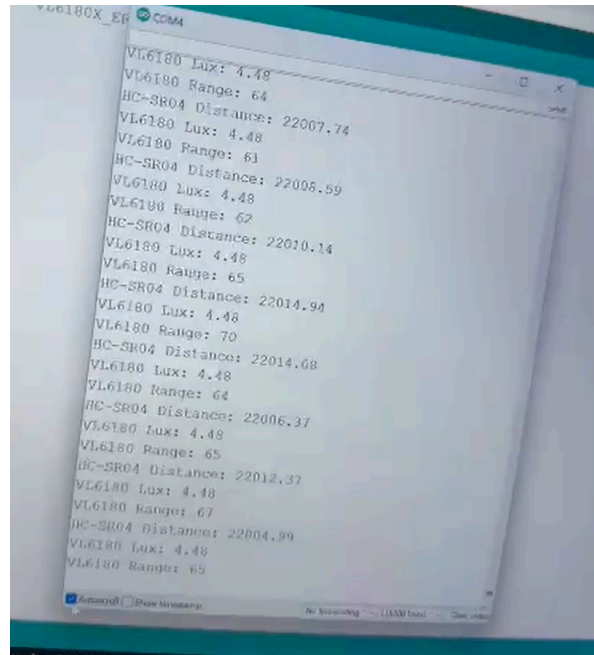 VL6180X_ER
COM4
VL6180 Lux: 4.48
VL6180 Range: 64
HC-SR04 Distance: 22007.74
VL6180 Lux: 4.48
VL6180 Range: 61
HC-SR04 Distance: 22008.59
VL6180 Lux: 4.48
VL6180 Range: 62
HC-SR04 Distance: 22010.14
VL6180 Lux: 4.48
VL6180 Range: 65
HC-SR04 Distance: 22014.94
VL6180 Lux: 4.48
VL6180 Range: 70
HC-SR04 Distance: 22014.68
VL6180 Lux: 4.48
VL6180 Range: 64
HC-SR04 Distance: 22006.37
VL6180 Lux: 4.48
VL6180 Range: 65
HC-SR04 Distance: 22012.37
VL6180 Lux: 4.48
VL6180 Range: 67
HC-SR04 Distance: 22004.99
VL6180 Lux: 4.48
VL6180 Range: 65
Autoscroll Show timestamp No line ending 115200 baud Clear output